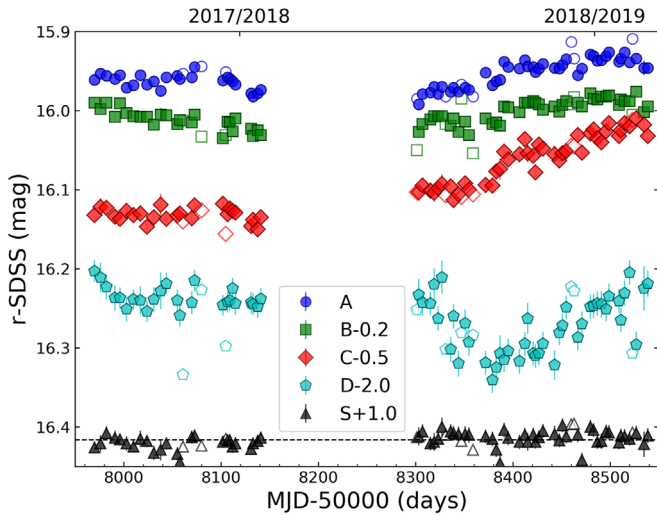 2017/2018 2018/2019
15.9
16.0
16.1
16.2
16.3
16.4
r-SDSS (mag)
A
B-0.2
C-0.5
D-2.0
S+1.0
8000 8100 8200 8300 8400 8500
MJD-50000 (days)